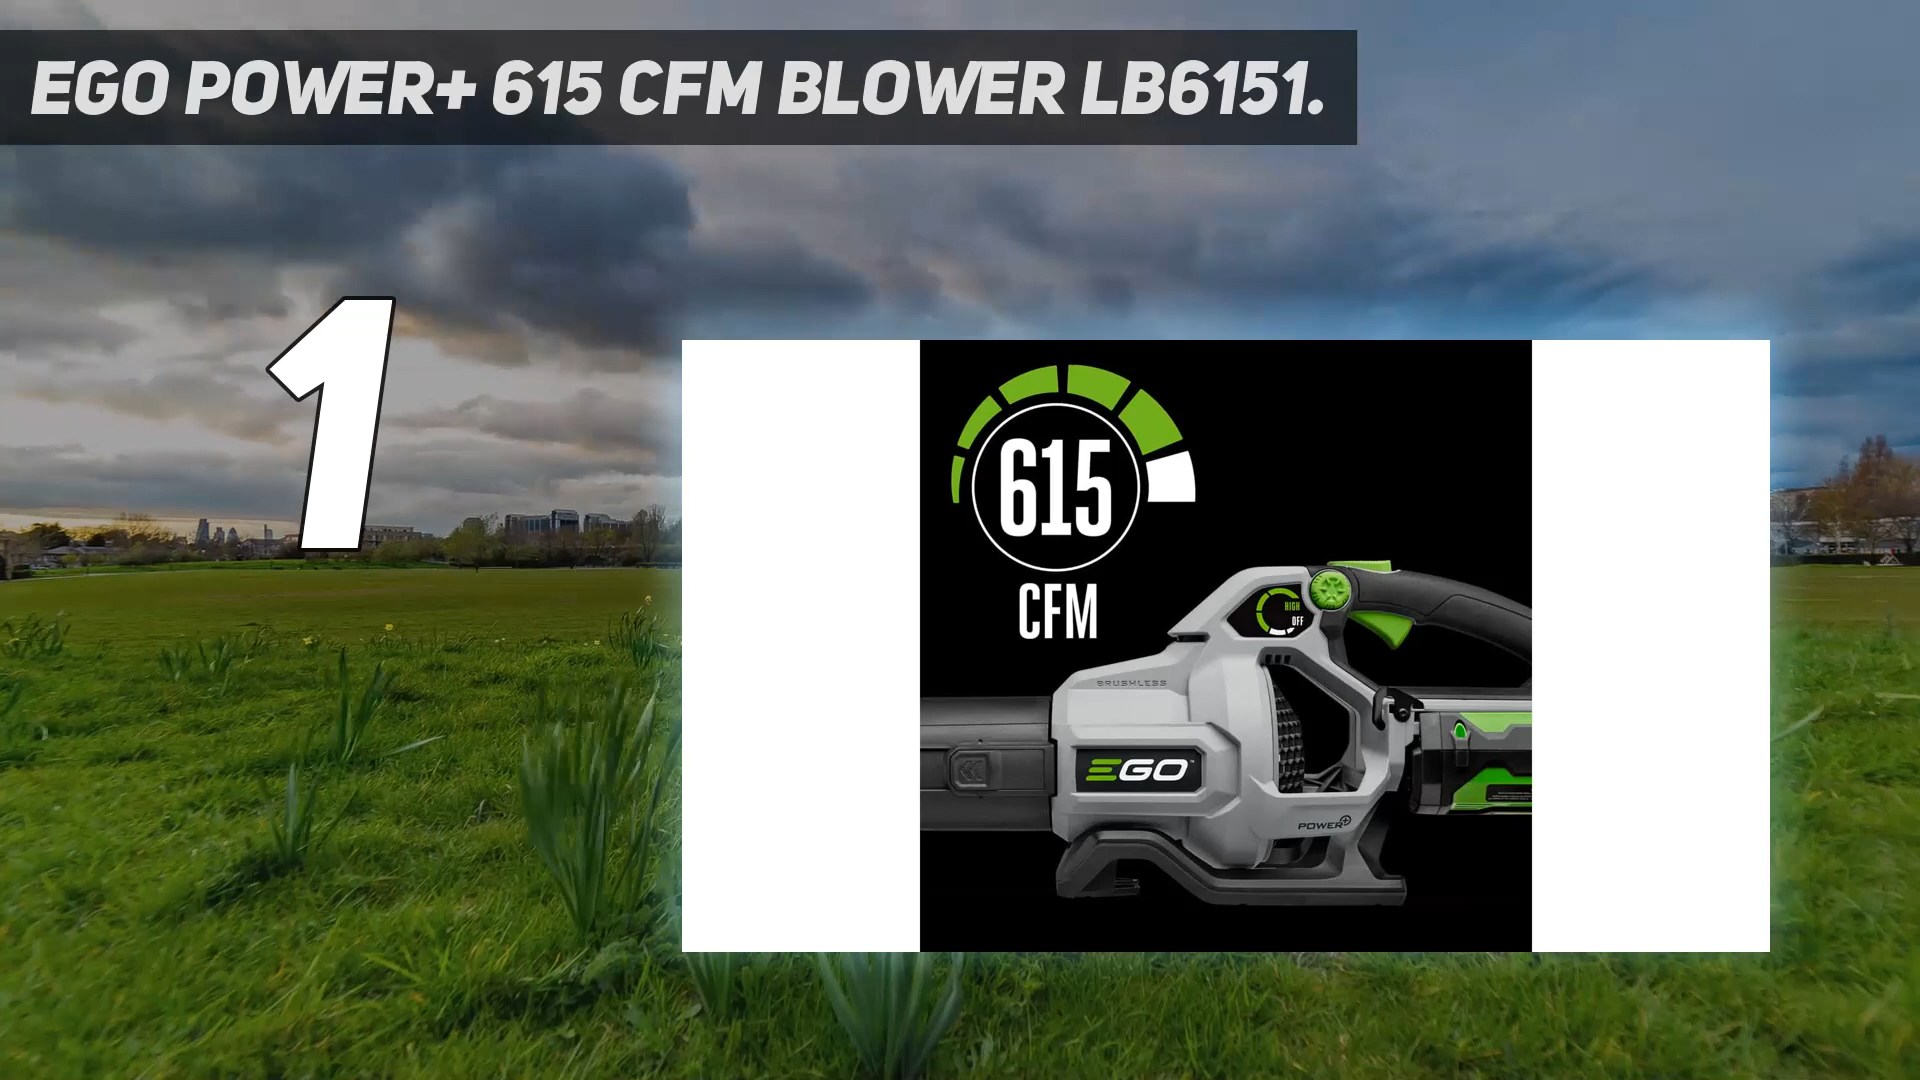 EGO POWER+ 615 CFM BLOWER LB6151.
1
615
CFM
HIGH
OFF
BRUSHLESS
EGO
POWER+